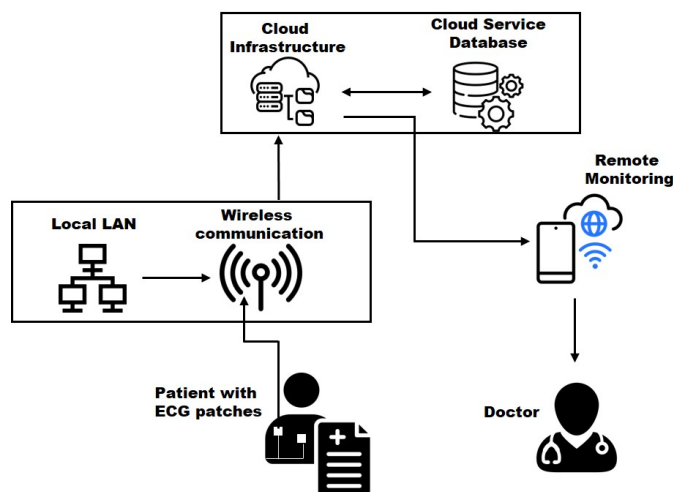 Cloud
Infrastructure
Cloud Service
Database
Remote
Monitoring
Local LAN
Wireless
communication
Patient with
ECG patches
Doctor